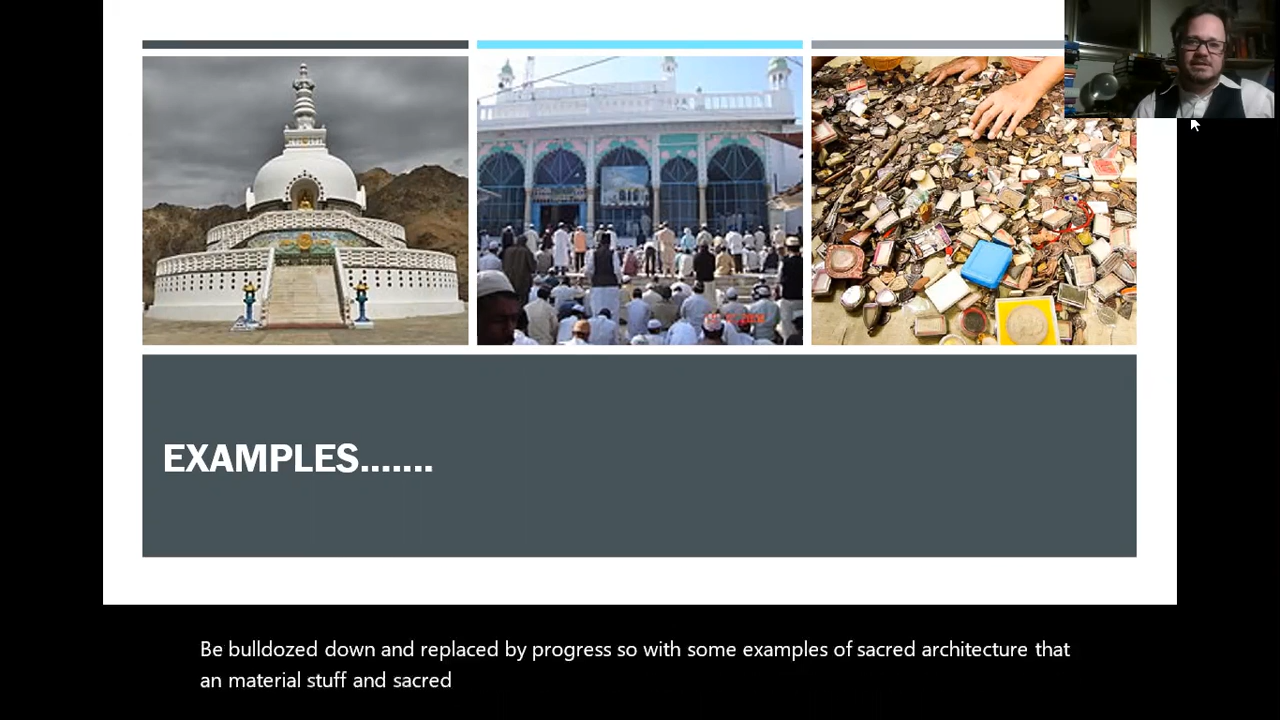 EXAMPLES.......
Be bulldozed down and replaced by progress so with some examples of sacred architecture that
an material stuff and sacred